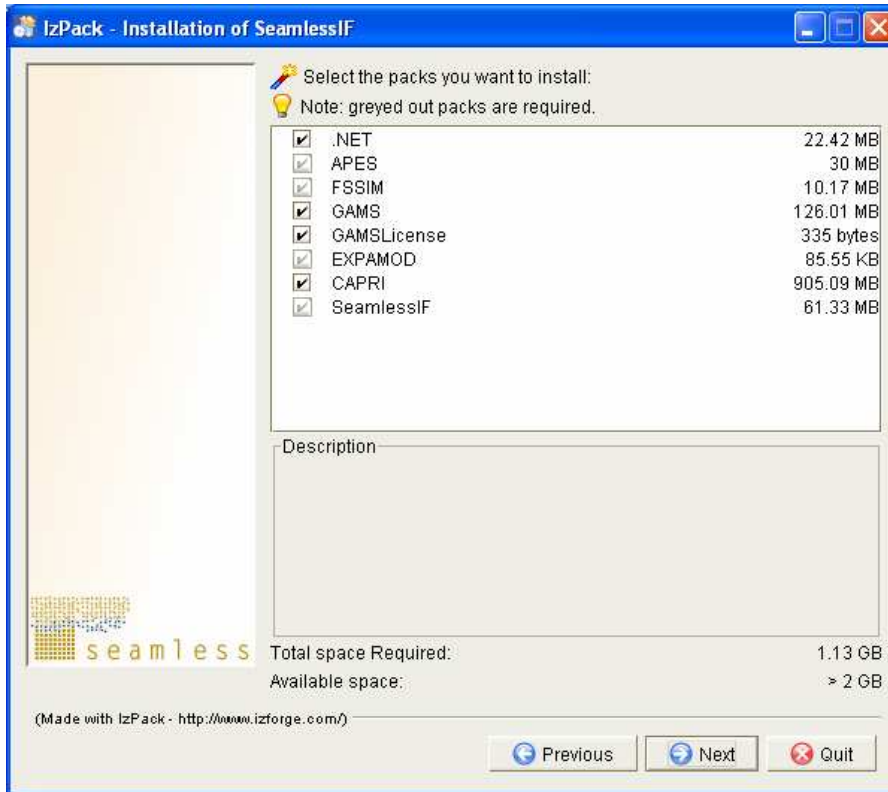 IzPack - Installation of SeamlessIF
Select the packs you want to install:
Note: greyed out packs are required.
.NET 22.42 MB
APES 30 MB
FSSIM 10.17 MB
GAMS 126.01 MB
GAMSLicense 335 bytes
EXPAMOD 85.55 KB
CAPRI 905.09 MB
SeamlessIF 61.33 MB
Description
seamless
Total space Required: 1.13 GB
Available space: > 2 GB
(Made with IzPack - http://www.izforge.com/)
Previous Next Quit